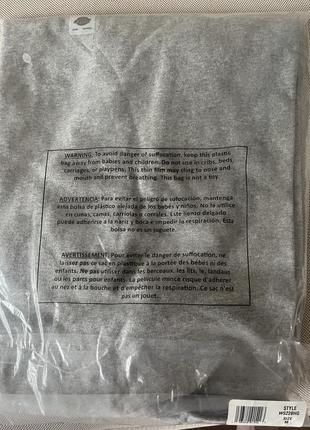 WARNING: To avoid danger of suffocation, keep this plastic
bag away from babies and children. Do not use in cribs, beds,
carriages, or playpens. This thin film may cling to nose and
mouth and prevent breathing. This bag is not a toy.
ADVERTENCIA: Para evitar el peligro de sofocación, mantenga
esta bolsa de plástico alejada de los bebés y niños. No la utilice
en cunas, camas, carriolas o corrales. Este lienzo delgado
puede adherirse a la nariz y boca e impedir la respiración. Esta
bolsa no es un juguete.
AVERTISSEMENT: Pour éviter le danger de suffocation, ne
laissez pas ce sac en plastique à la portée des bébés ni des
enfants. Ne pas utiliser dans les berceaux, les lits, le, landaus
ou les parcs pour enfants. La pellicule mince risque d'adhérer
au nez et à la bouche et d'empêcher la respiration. Ce sac n'est
pas un jouet.
STYLE
WS22BHG
SIZE
M